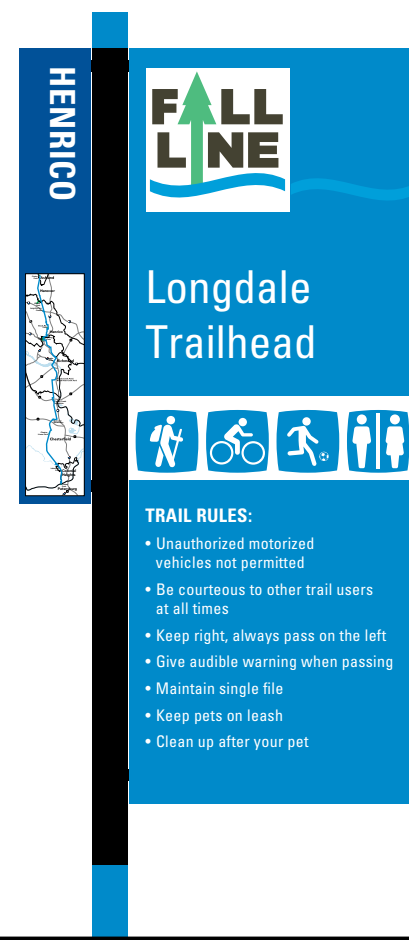 HENRICO
FALL
LINE
Longdale
Trailhead
TRAIL RULES:
• Unauthorized motorized
vehicles not permitted
• Be courteous to other trail users
at all times
• Keep right, always pass on the left
• Give audible warning when passing
• Maintain single file
• Keep pets on leash
• Clean up after your pet
Chesterfield